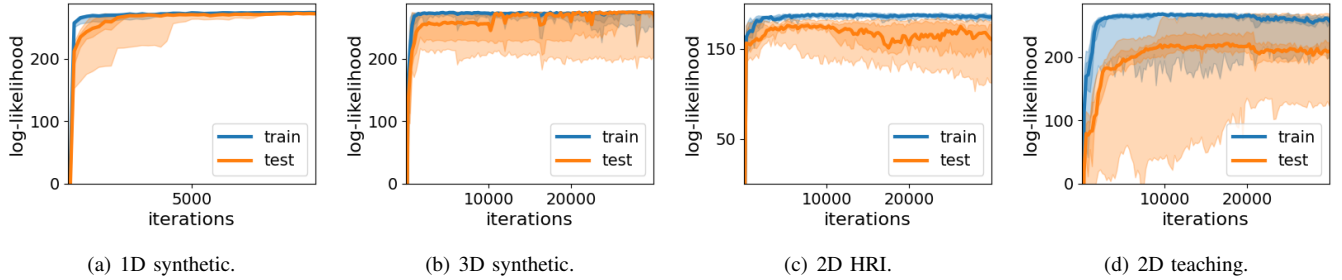 log-likelihood
200
100
0
train
test
5000
iterations
(a) 1D synthetic.
log-likelihood
200
100
0
train
test
10000 20000
iterations
(b) 3D synthetic.
log-likelihood
150
50
train
test
10000 20000
iterations
(c) 2D HRI.
log-likelihood
200
100
0
train
test
10000 20000
iterations
(d) 2D teaching.